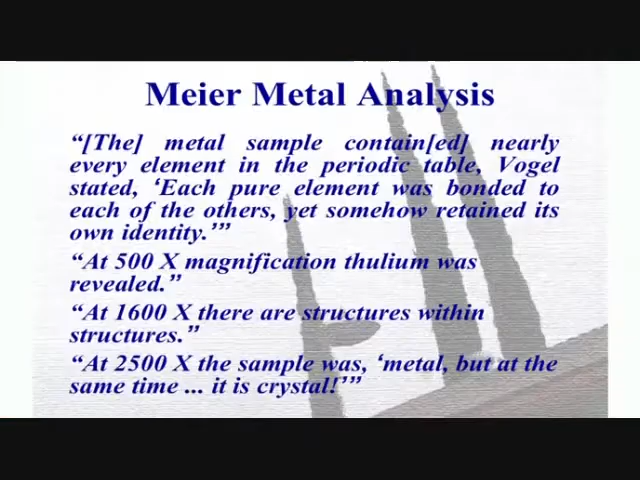 Meier Metal Analysis
“[The] metal sample contain[ed] nearly
every element in the periodic table, Vogel
stated, ‘Each pure element was bonded to
each of the others, yet somehow retained its
own identity.’”
“At 500 X magnification thulium was
revealed.”
“At 1600 X there are structures within
structures.”
“At 2500 X the sample was, ‘metal, but at the
same time ... it is crystal!’”